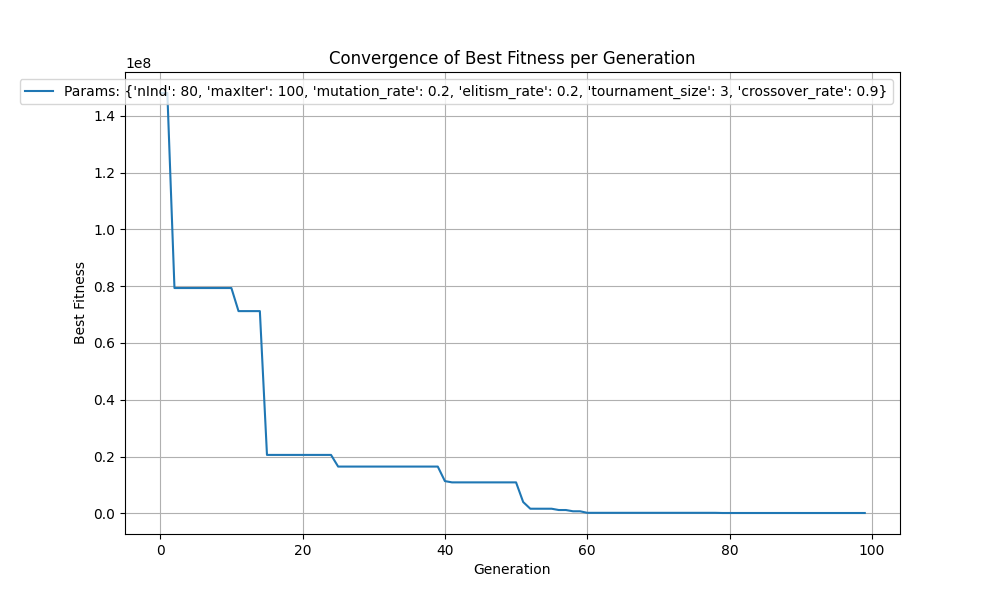 Convergence of Best Fitness per Generation
1e8
Params: {'nInd': 80, 'maxIter': 100, 'mutation_rate': 0.2, 'elitism_rate': 0.2, 'tournament_size': 3, 'crossover_rate': 0.9}
1.4
1.2
1.0
0.8
0.6
0.4
0.2
0.0
Best Fitness
0 20 40 60 80 100
Generation